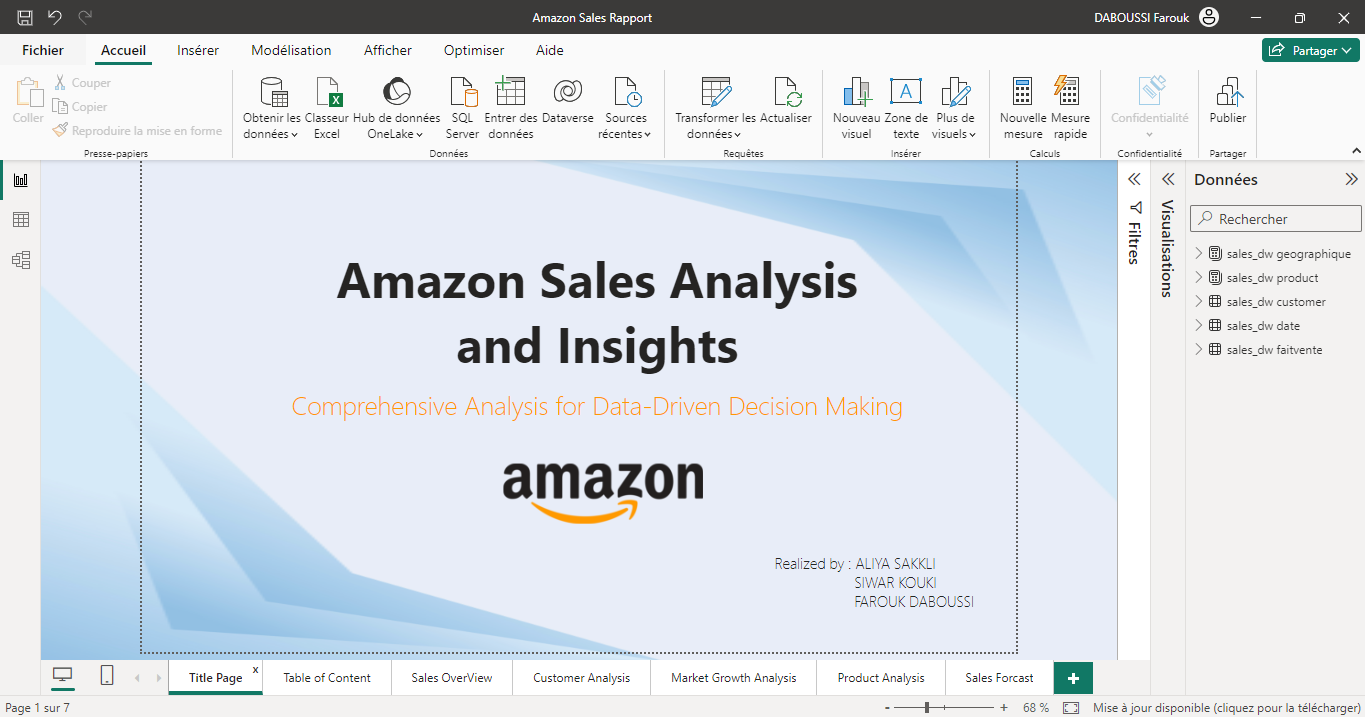 Amazon Sales Rapport
DABOUSSI Farouk
Fichier Accueil Insérer Modélisation Afficher Optimiser Aide
Partager
Coller
Couper
Copier
Reproduire la mise en forme
Presse-papiers
Obtenir les données
Classeur Excel
Hub de données OneLake
SQL Server
Entrer des données
Dataverse
Sources récentes
Données
Transformer les données
Actualiser
Requêtes
Nouveau visuel
Zone de texte
Plus de visuels
Insérer
Nouvelle mesure
Mesure rapide
Calculs
Confidentialité
Confidentialité
Publier
Partager
Amazon Sales Analysis
and Insights
Comprehensive Analysis for Data-Driven Decision Making
amazon
Realized by : ALIYA SAKKLI
SIWAR KOUKI
FAROUK DABOUSSI
Filtres
Visualisations
Données
Rechercher
sales_dw geographique
sales_dw product
sales_dw customer
sales_dw date
sales_dw faitvente
Title Page x Table of Content Sales OverView Customer Analysis Market Growth Analysis Product Analysis Sales Forcast +
Page 1 sur 7
- + 68 %
Mise à jour disponible (cliquez pour la télécharger)